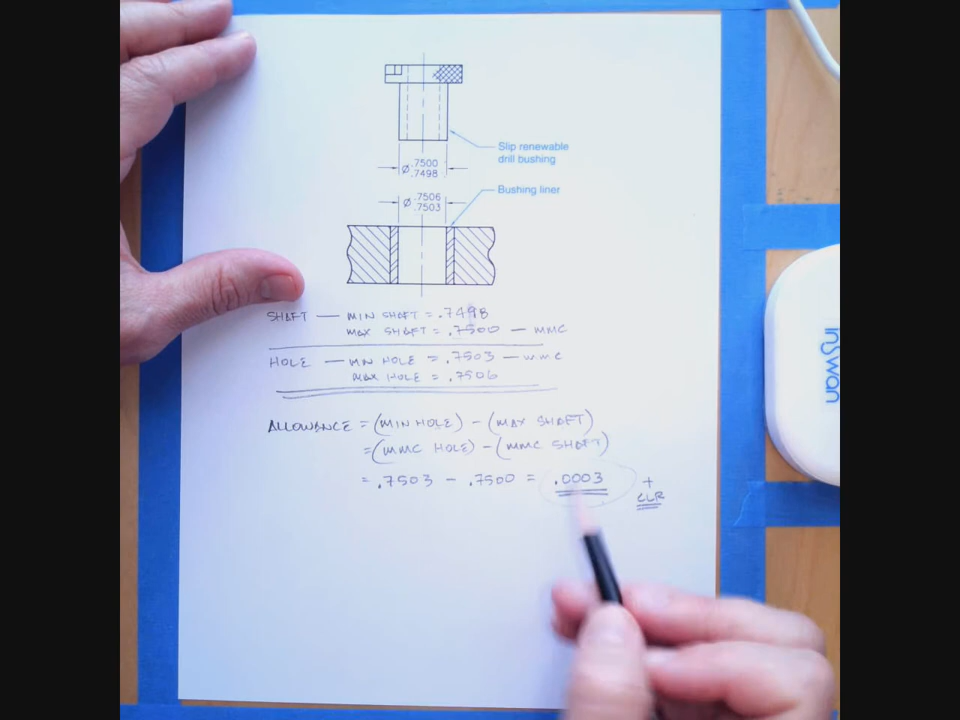 Slip renewable
drill bushing
Ø .7500
.7498
Bushing liner
Ø .7506
.7503
SHAFT — MIN SHAFT = .7498
MAX SHAFT = .7500 — MMC
HOLE — MIN HOLE = .7503 — MMC
MAX HOLE = .7506
ALLOWANCE = (MIN HOLE) - (MAX SHAFT)
= (MMC HOLE) - (MMC SHAFT)
= .7503 - .7500 = .0003
+
CLR
inswan